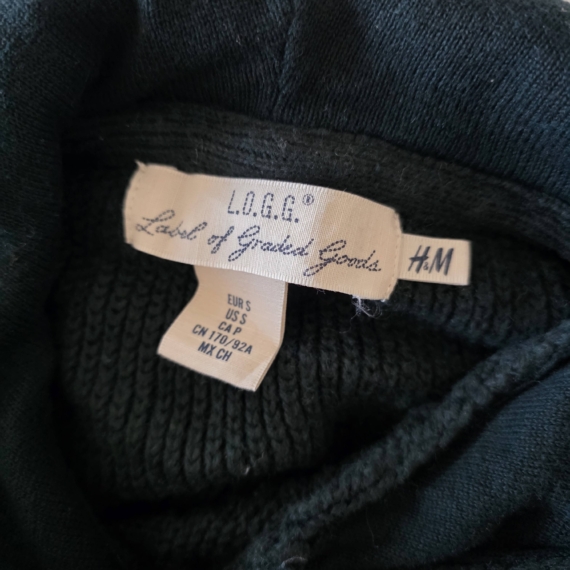 L.O.G.G.®
Label of Graded Goods
H&M
EUR S
US S
CA P
CN 170/92A
MX CH